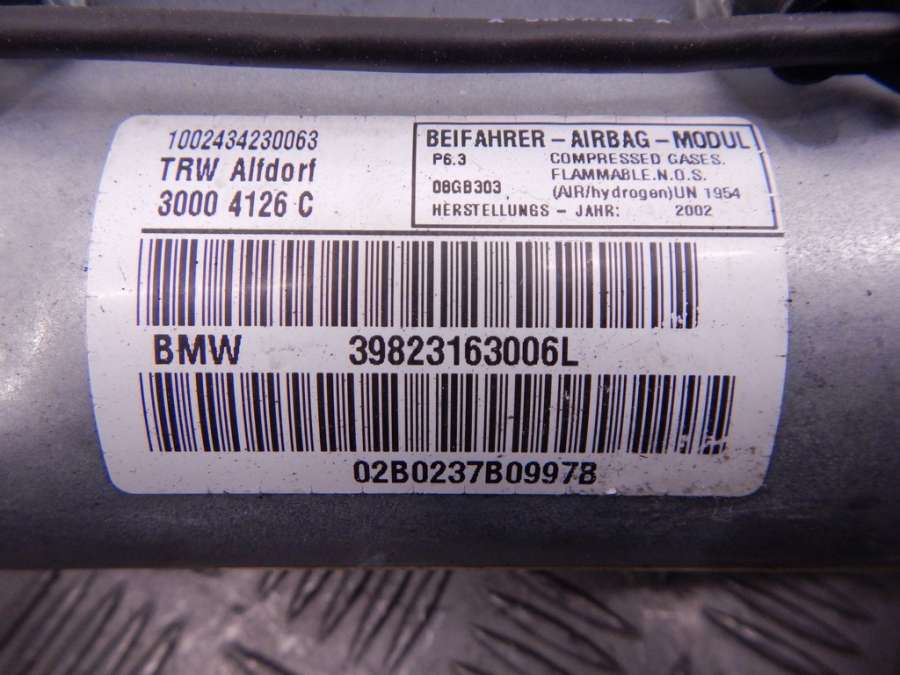 1002434230063
TRW Alfdorf
3000 4126 C
BEIFAHRER - AIRBAG - MODUL
P6.3 COMPRESSED GASES.
FLAMMABLE.N.O.S.
08GB303 (AIR/hydrogen)UN 1954
HERSTELLUNGS - JAHR: 2002
BMW 39823163006L
02B0237B0997B